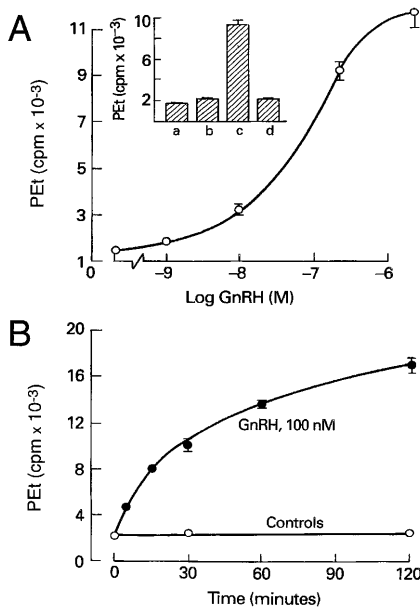 A
PEt (cpm x 10-3)
11
9
7
5
3
1
PEt (cpm x 10−3)
10
6
2
a b c d
0 −9 −8 −7 −6
Log GnRH (M)
B
PEt (cpm x 10-3)
20
16
12
8
4
0
GnRH, 100 nM
Controls
0 30 60 90 120
Time (minutes)